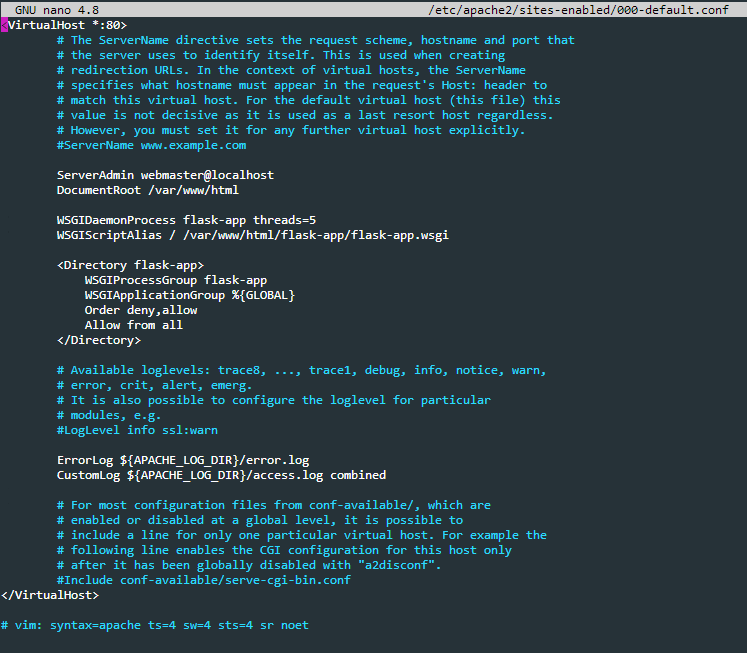 GNU nano 4.8 /etc/apache2/sites-enabled/000-default.conf
<VirtualHost *:80>
# The ServerName directive sets the request scheme, hostname and port that
# the server uses to identify itself. This is used when creating
# redirection URLs. In the context of virtual hosts, the ServerName
# specifies what hostname must appear in the request's Host: header to
# match this virtual host. For the default virtual host (this file) this
# value is not decisive as it is used as a last resort host regardless.
# However, you must set it for any further virtual host explicitly.
#ServerName www.example.com
ServerAdmin webmaster@localhost
DocumentRoot /var/www/html
WSGIDaemonProcess flask-app threads=5
WSGIScriptAlias / /var/www/html/flask-app/flask-app.wsgi
<Directory flask-app>
WSGIProcessGroup flask-app
WSGIApplicationGroup %{GLOBAL}
Order deny,allow
Allow from all
</Directory>
# Available loglevels: trace8, ..., trace1, debug, info, notice, warn,
# error, crit, alert, emerg.
# It is also possible to configure the loglevel for particular
# modules, e.g.
#LogLevel info ssl:warn
ErrorLog ${APACHE_LOG_DIR}/error.log
CustomLog ${APACHE_LOG_DIR}/access.log combined
# For most configuration files from conf-available/, which are
# enabled or disabled at a global level, it is possible to
# include a line for only one particular virtual host. For example the
# following line enables the CGI configuration for this host only
# after it has been globally disabled with "a2disconf".
#Include conf-available/serve-cgi-bin.conf
</VirtualHost>
# vim: syntax=apache ts=4 sw=4 sts=4 sr noet